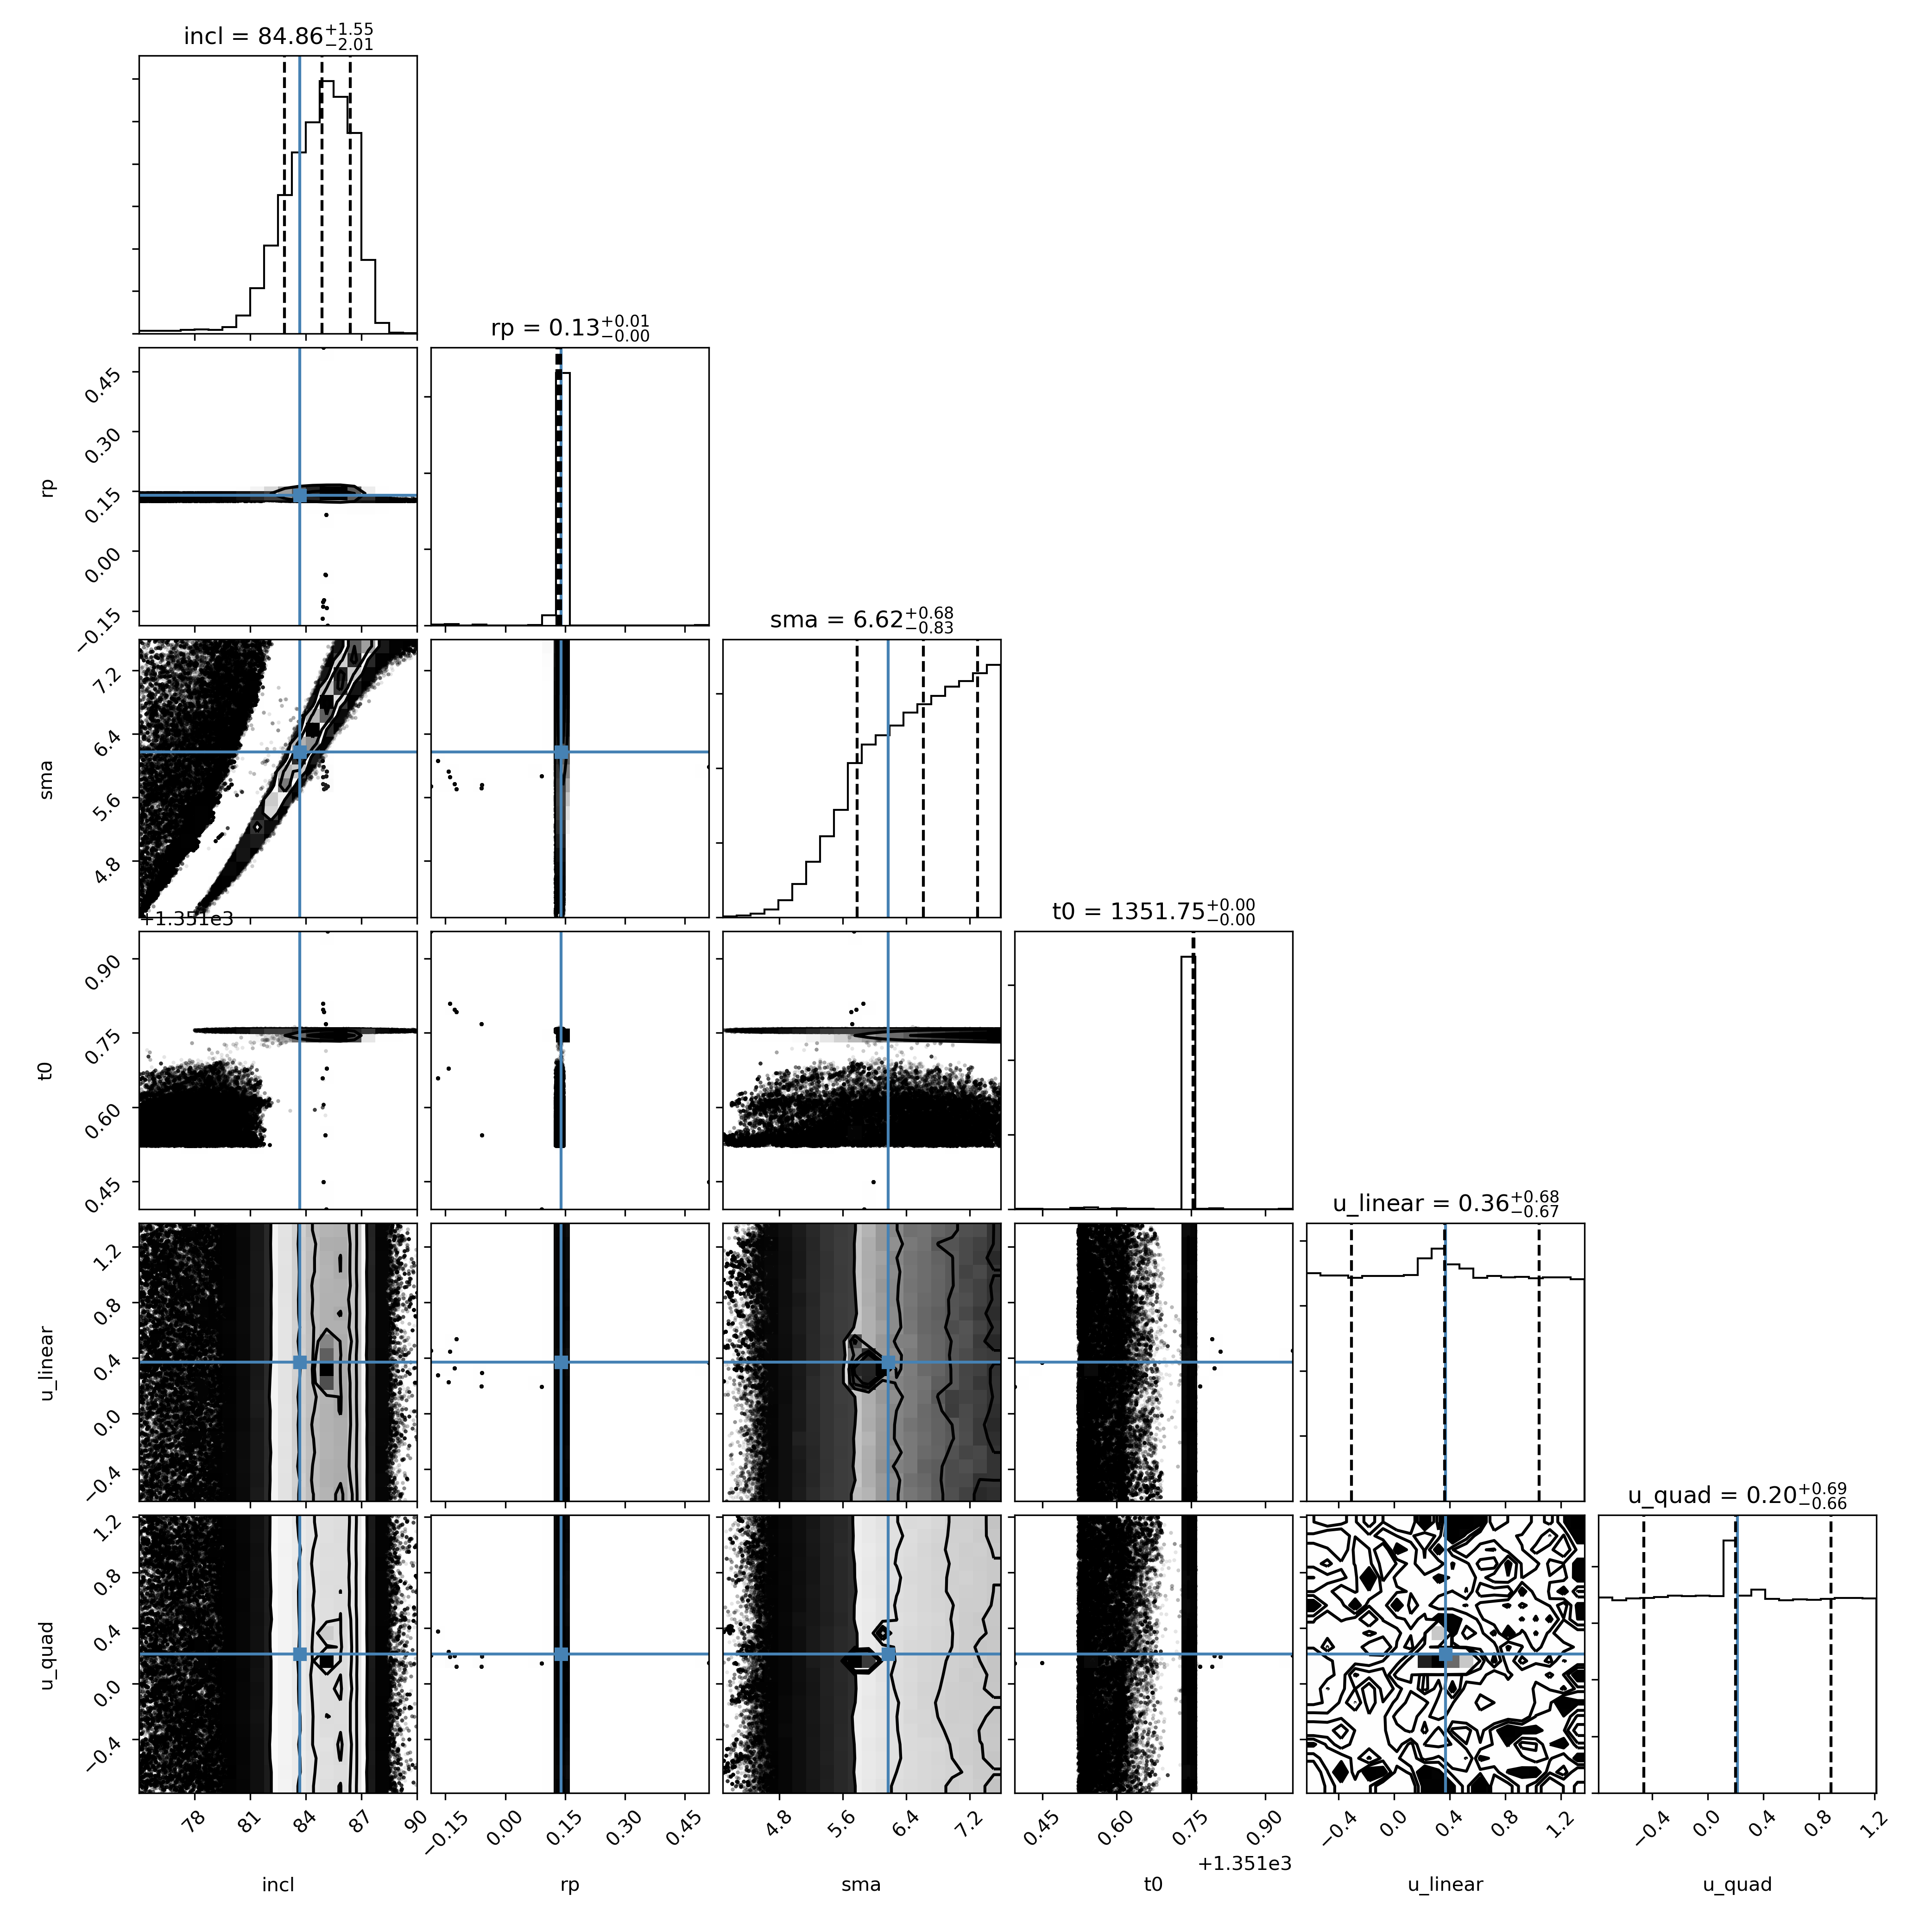 incl = 84.86+1.55 −2.01
rp = 0.13+0.01 −0.00
0.45
0.30
0.15
0.00
−0.15
rp
sma = 6.62+0.68 −0.83
7.2
6.4
5.6
4.8
sma
+1.351e3
t0 = 1351.75+0.00 −0.00
0.90
0.75
0.60
0.45
t0
u_linear = 0.36+0.68 −0.67
1.2
0.8
0.4
0.0
−0.4
u_linear
u_quad = 0.20+0.69 −0.66
1.2
0.8
0.4
0.0
−0.4
u_quad
78 81 84 87 90
−0.15 0.00 0.15 0.30 0.45
4.8 5.6 6.4 7.2
0.45 0.60 0.75 0.90
−0.4 0.0 0.4 0.8 1.2
−0.4 0.0 0.4 0.8 1.2
+1.351e3
incl rp sma t0 u_linear u_quad